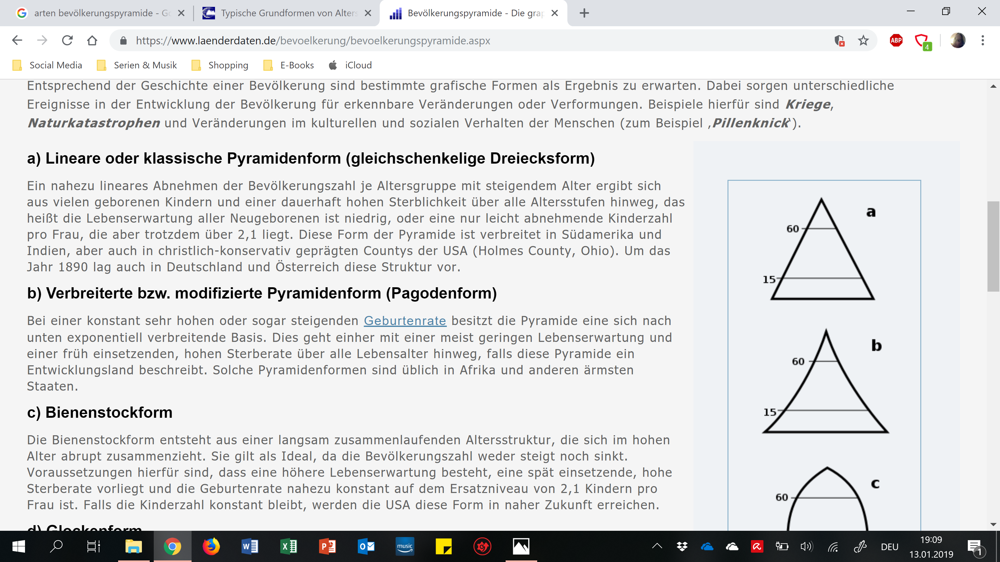 arten bevölkerungspyramide - Go
Typische Grundformen von Alters
Bevölkerungspyramide - Die grap
https://www.laenderdaten.de/bevoelkerung/bevoelkerungspyramide.aspx
ABP
4
Social Media
Serien & Musik
Shopping
E-Books
iCloud
Entsprechend der Geschichte einer Bevölkerung sind bestimmte grafische Formen als Ergebnis zu erwarten. Dabei sorgen unterschiedliche
Ereignisse in der Entwicklung der Bevölkerung für erkennbare Veränderungen oder Verformungen. Beispiele hierfür sind Kriege,
Naturkatastrophen und Veränderungen im kulturellen und sozialen Verhalten der Menschen (zum Beispiel ‚Pillenknick‛).
a) Lineare oder klassische Pyramidenform (gleichschenkelige Dreiecksform)
Ein nahezu lineares Abnehmen der Bevölkerungszahl je Altersgruppe mit steigendem Alter ergibt sich
aus vielen geborenen Kindern und einer dauerhaft hohen Sterblichkeit über alle Altersstufen hinweg, das
heißt die Lebenserwartung aller Neugeborenen ist niedrig, oder eine nur leicht abnehmende Kinderzahl
pro Frau, die aber trotzdem über 2,1 liegt. Diese Form der Pyramide ist verbreitet in Südamerika und
Indien, aber auch in christlich-konservativ geprägten Countys der USA (Holmes County, Ohio). Um das
Jahr 1890 lag auch in Deutschland und Österreich diese Struktur vor.
b) Verbreiterte bzw. modifizierte Pyramidenform (Pagodenform)
Bei einer konstant sehr hohen oder sogar steigenden Geburtenrate besitzt die Pyramide eine sich nach
unten exponentiell verbreitende Basis. Dies geht einher mit einer meist geringen Lebenserwartung und
einer früh einsetzenden, hohen Sterberate über alle Lebensalter hinweg, falls diese Pyramide ein
Entwicklungsland beschreibt. Solche Pyramidenformen sind üblich in Afrika und anderen ärmsten
Staaten.
c) Bienenstockform
Die Bienenstockform entsteht aus einer langsam zusammenlaufenden Altersstruktur, die sich im hohen
Alter abrupt zusammenzieht. Sie gilt als Ideal, da die Bevölkerungszahl weder steigt noch sinkt.
Voraussetzungen hierfür sind, dass eine höhere Lebenserwartung besteht, eine spät einsetzende, hohe
Sterberate vorliegt und die Geburtenrate nahezu konstant auf dem Ersatzniveau von 2,1 Kindern pro
Frau ist. Falls die Kinderzahl konstant bleibt, werden die USA diese Form in naher Zukunft erreichen.
d) Glockenform
a
60
15
b
60
15
c
60
music
DEU
19:09
13.01.2019
1